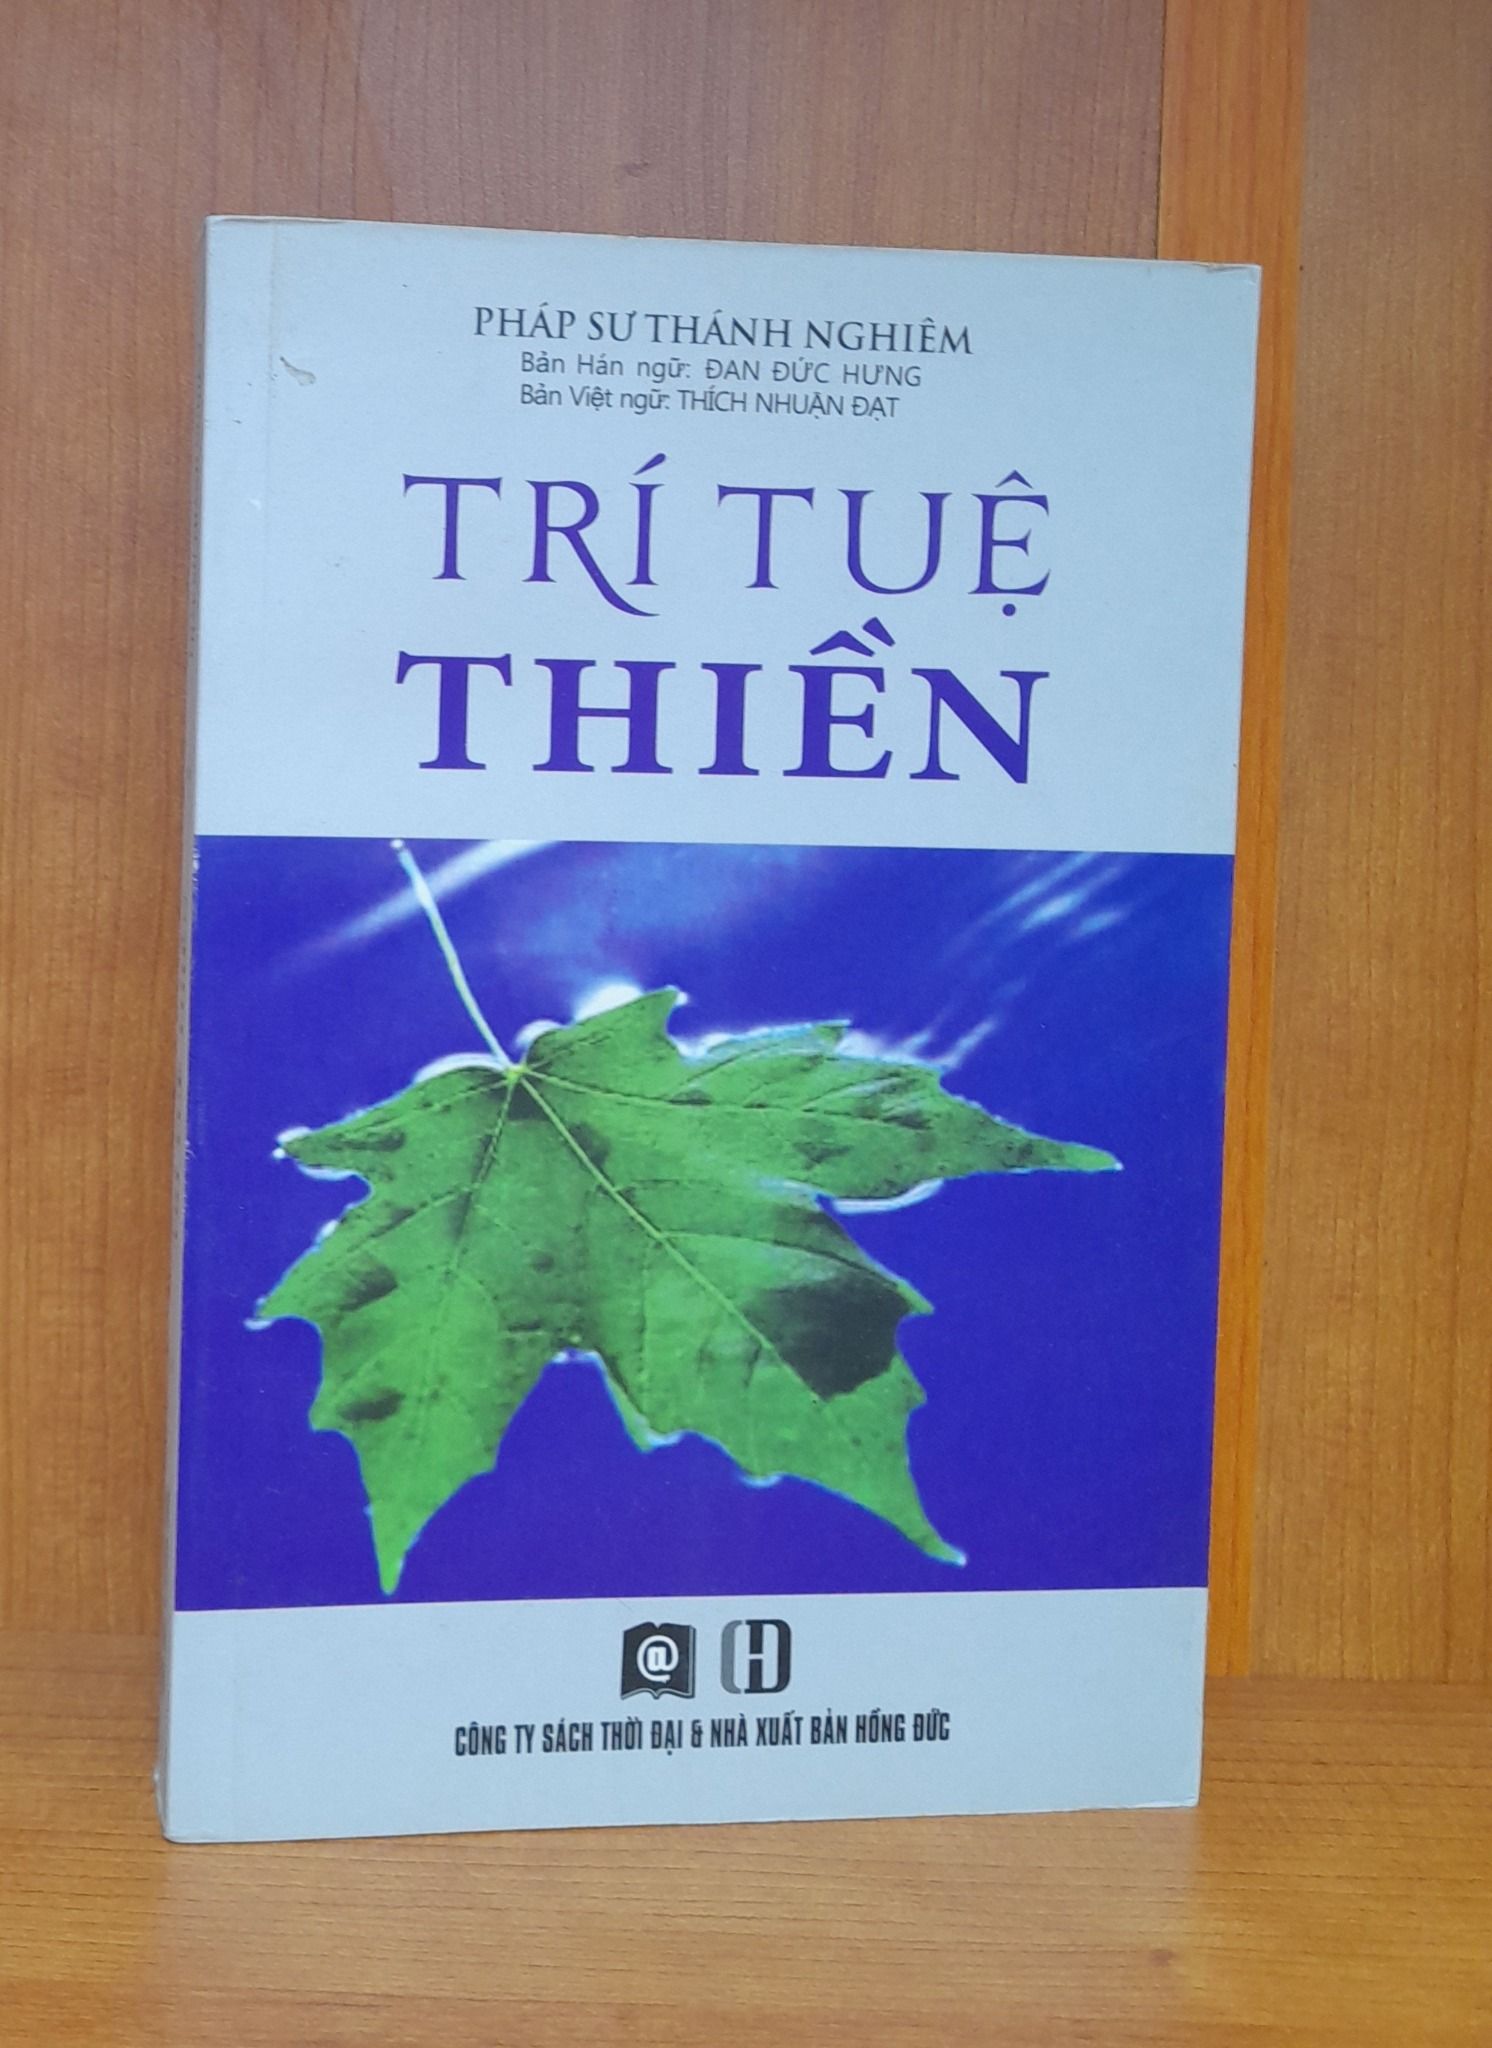 PHÁP SƯ THÁNH NGHIÊM
Bản Hán ngữ: ĐAN ĐỨC HƯNG
Bản Việt ngữ: THÍCH NHUẬN ĐẠT
TRÍ TUỆ
THIỀN
@ HD
CÔNG TY SÁCH THỜI ĐẠI & NHÀ XUẤT BẢN HỒNG ĐỨC